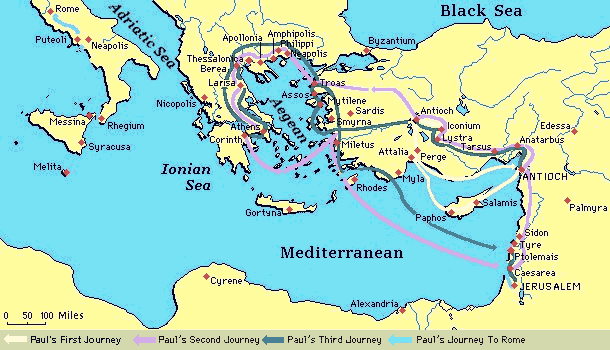 Rome
Adriatic Sea
Black Sea
Puteoli
Neapolis
Amphipolis
Apollonia
Philippi
Neapolis
Byzantium
Thessalonica
Berea
Larisa
Troas
Assos
Mytilene
Sardis
Antioch
Iconium
Lystra
Edessa
Anatarbus
Tarsus
Nicopolis
Aegean
Smyrna
Messina
Rhegium
Syracusa
Athens
Corinth
Miletus
Attalia
Perge
ANTIOCH
Melita
Ionian
Sea
Rhodes
Myla
Salamis
Paphos
Palmyra
Gortyna
Sidon
Tyre
Ptolemais
Mediterranean
Caesarea
Cyrene
JERUSALEM
Alexandria
0 50 100 Miles
Paul's First Journey
Paul's Second Journey
Paul's Third Journey
Paul's Journey To Rome